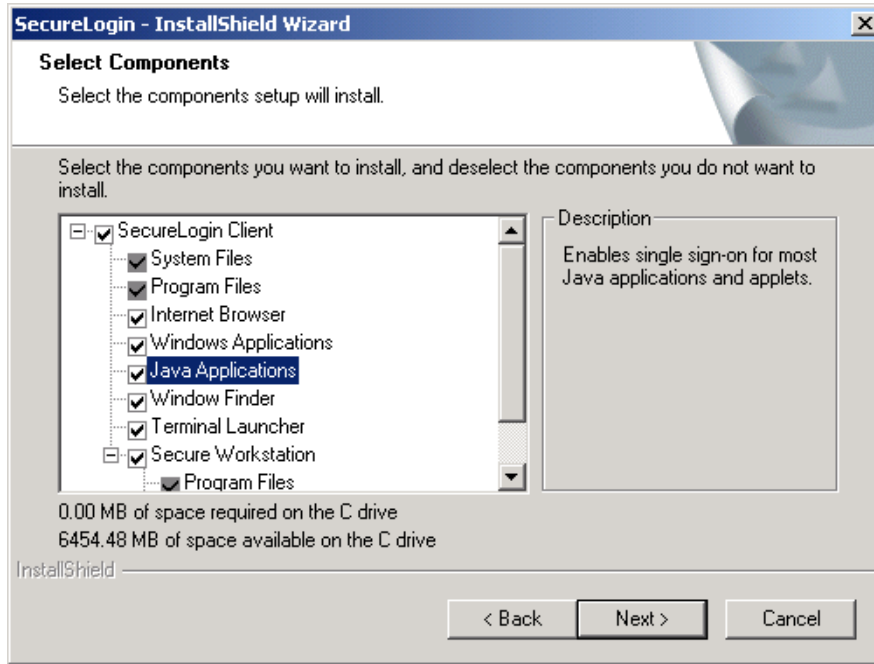 SecureLogin - InstallShield Wizard
Select Components
Select the components setup will install.
Select the components you want to install, and deselect the components you do not want to
install.
SecureLogin Client
System Files
Program Files
Internet Browser
Windows Applications
Java Applications
Window Finder
Terminal Launcher
Secure Workstation
Program Files
Description
Enables single sign-on for most
Java applications and applets.
0.00 MB of space required on the C drive
6454.48 MB of space available on the C drive
InstallShield
< Back
Next >
Cancel